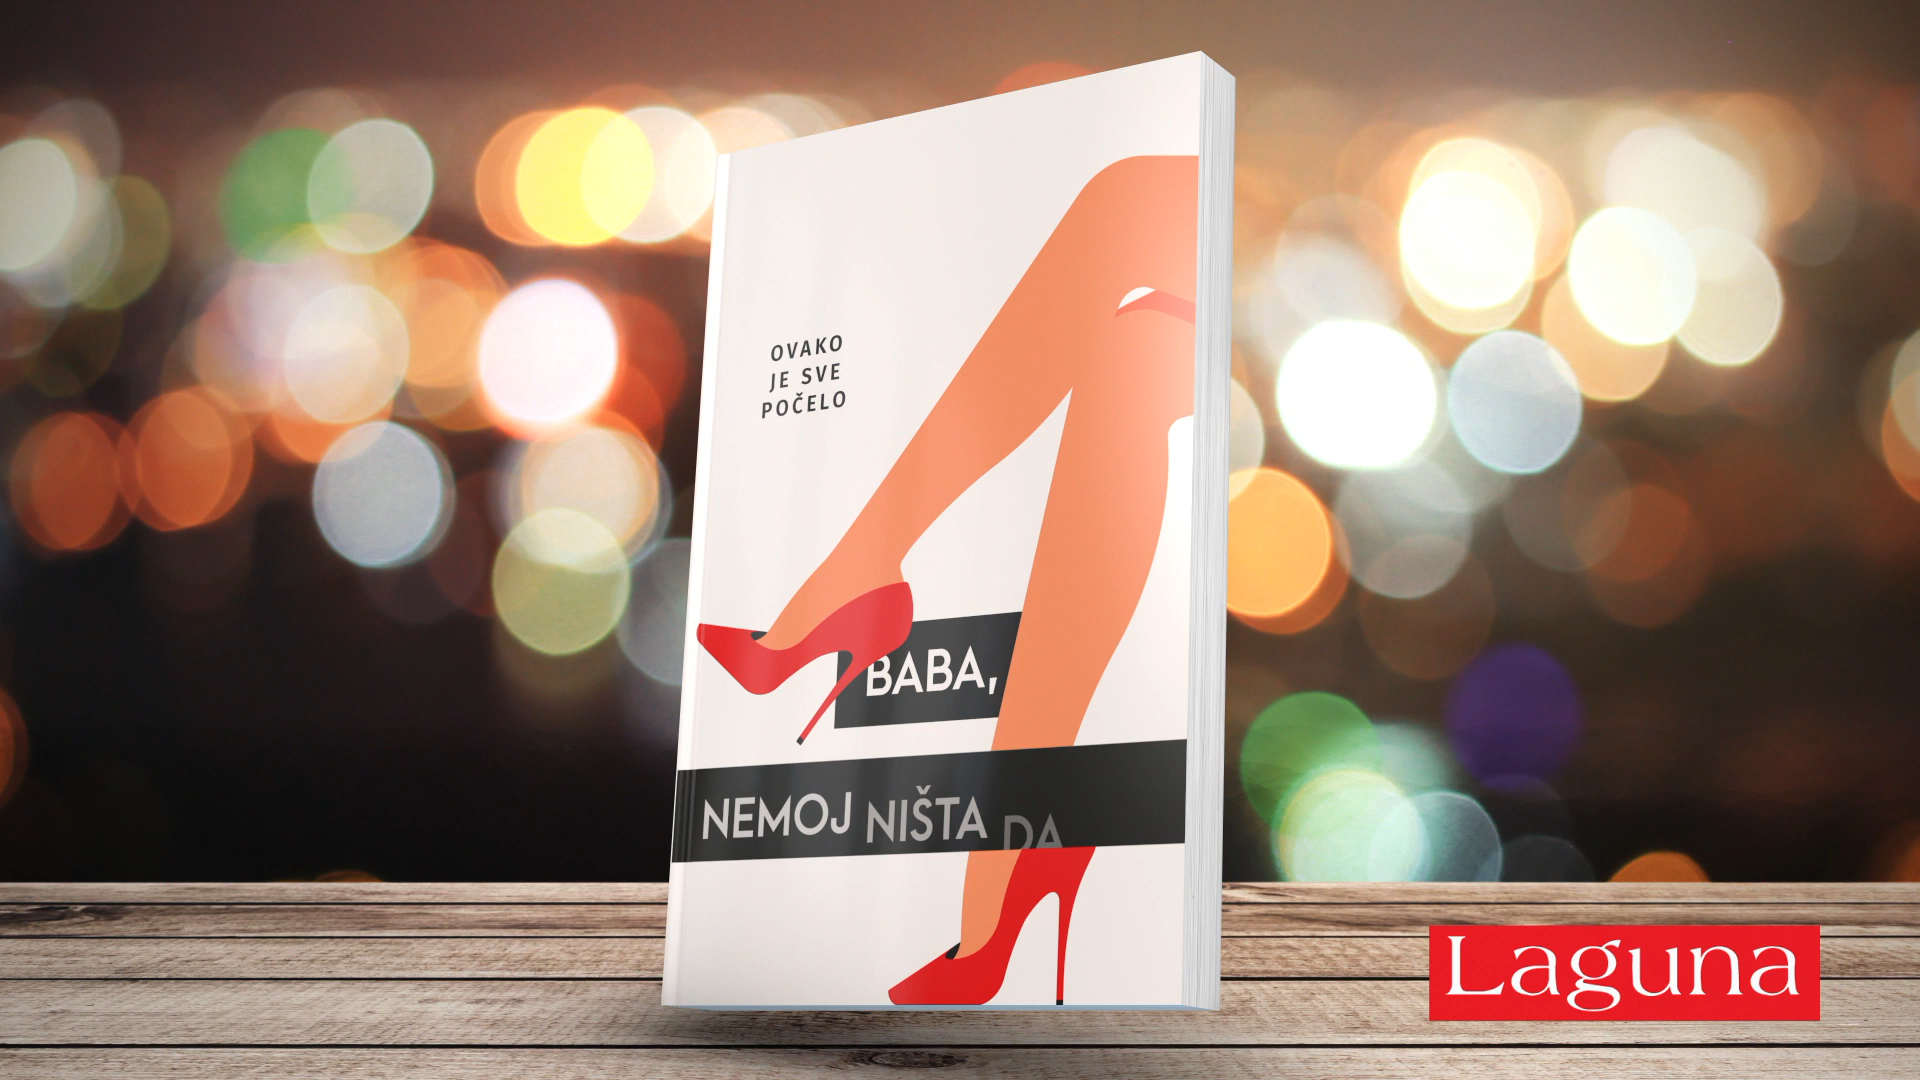 OVAKO
JE SVE
POČELO
BABA,
NEMOJ NIŠTA DA
Laguna